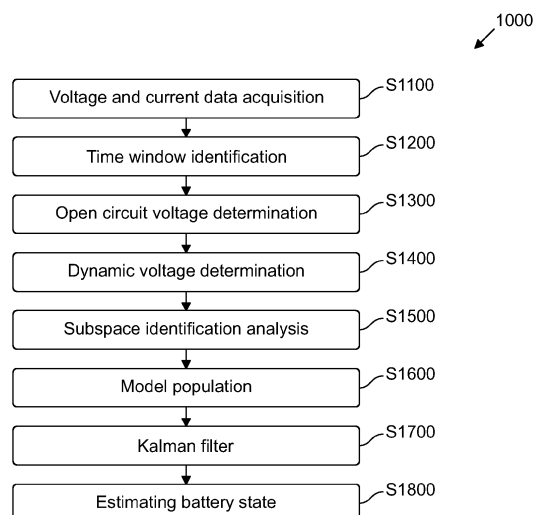 1000
Voltage and current data acquisition S1100
Time window identification S1200
Open circuit voltage determination S1300
Dynamic voltage determination S1400
Subspace identification analysis S1500
Model population S1600
Kalman filter S1700
Estimating battery state S1800